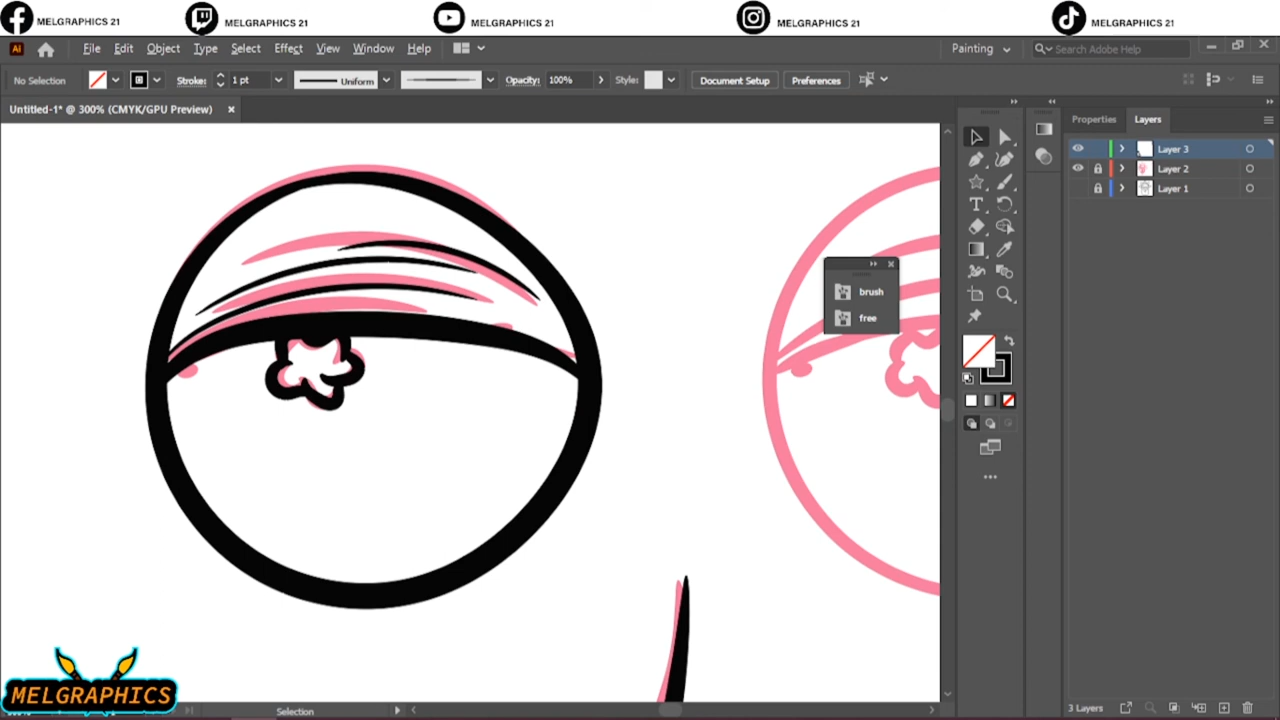 MELGRAPHICS 21
MELGRAPHICS 21
MELGRAPHICS 21
MELGRAPHICS 21
MELGRAPHICS 21
Ai File Edit Object Type Select Effect View Window Help Painting Search Adobe Help
No Selection Stroke: 1 pt Uniform Opacity: 100% Style: Document Setup Preferences
Untitled-1* @ 300% (CMYK/GPU Preview)
Properties Layers
Layer 3
Layer 2
Layer 1
brush
free
MELGRAPHICS
Selection
3 Layers